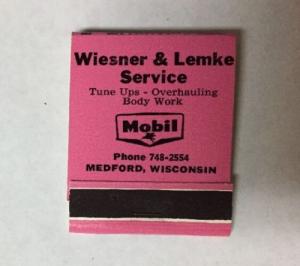 Wiesner & Lemke
Service
Tune Ups - Overhauling
Body Work
Mobil
Phone 748-2554
MEDFORD, WISCONSIN